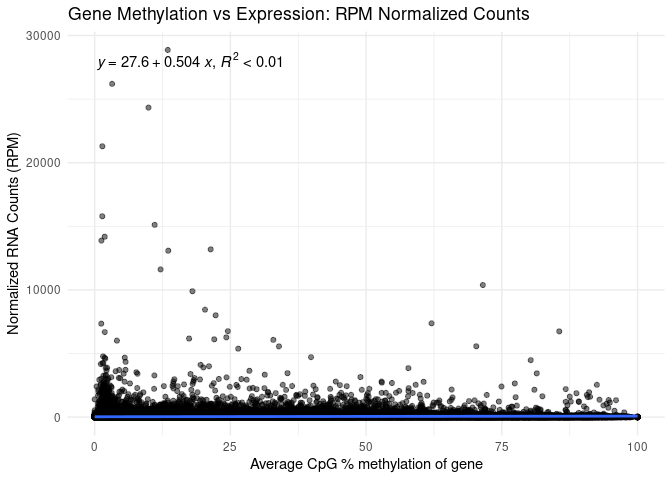 Gene Methylation vs Expression: RPM Normalized Counts
30000
y = 27.6 + 0.504 x, R² < 0.01
20000
Normalized RNA Counts (RPM)
10000
0
0 25 50 75 100
Average CpG % methylation of gene